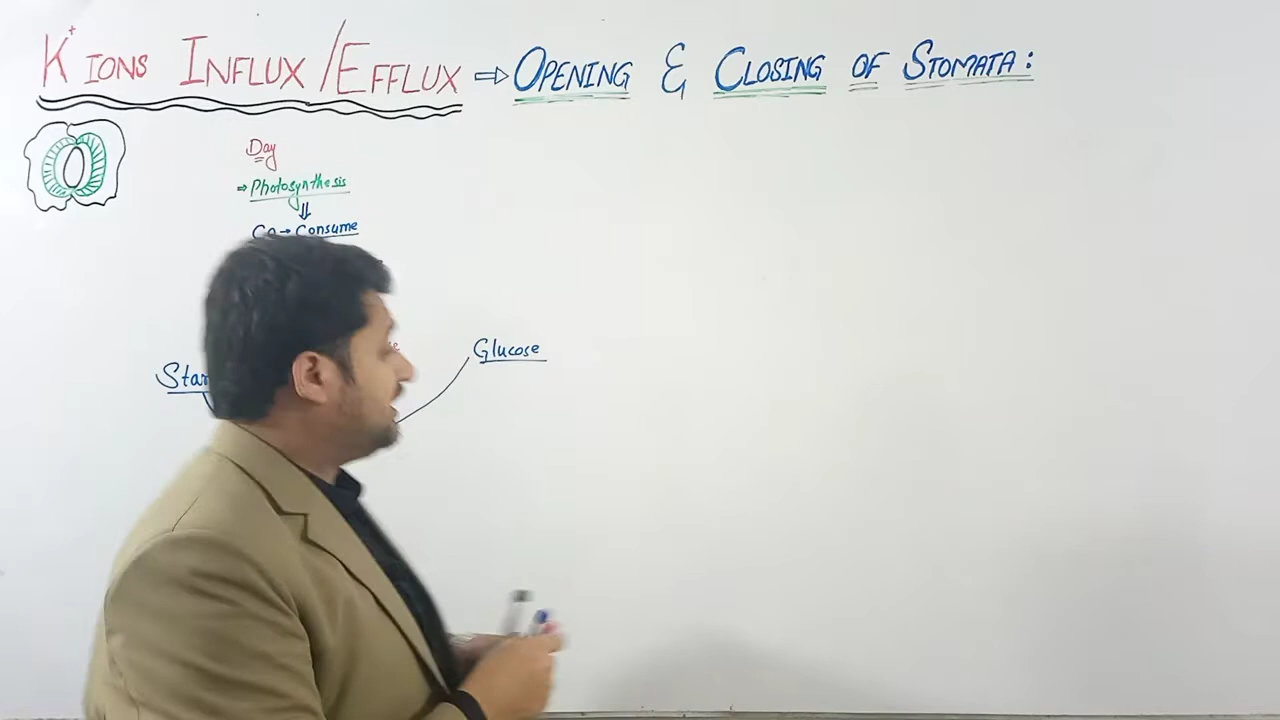 K⁺ IONS INFLUX/EFFLUX ⇒ OPENING & CLOSING OF STOMATA:
Day
⇒ Photosynthesis
⇓
→ Consume
Glucose